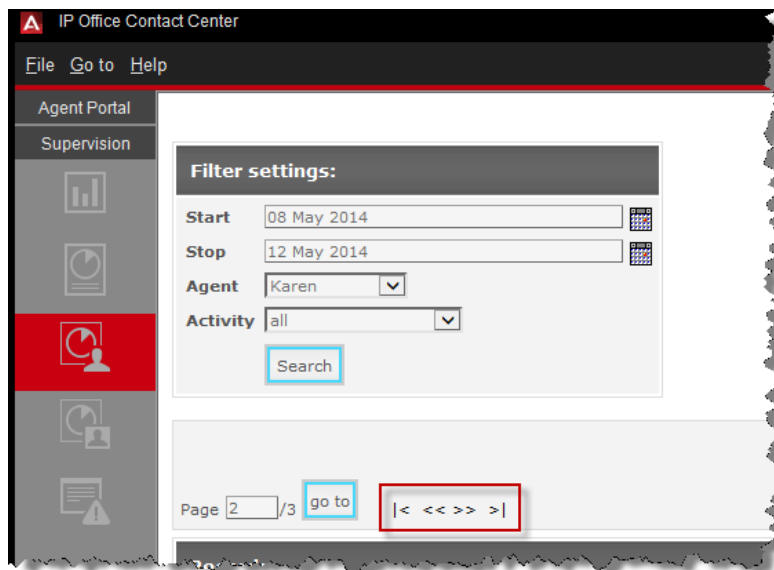 IP Office Contact Center
File Go to Help
Agent Portal
Supervision
Filter settings:
Start 08 May 2014
Stop 12 May 2014
Agent Karen
Activity all
Search
Page 2 /3 go to |< << >> >|